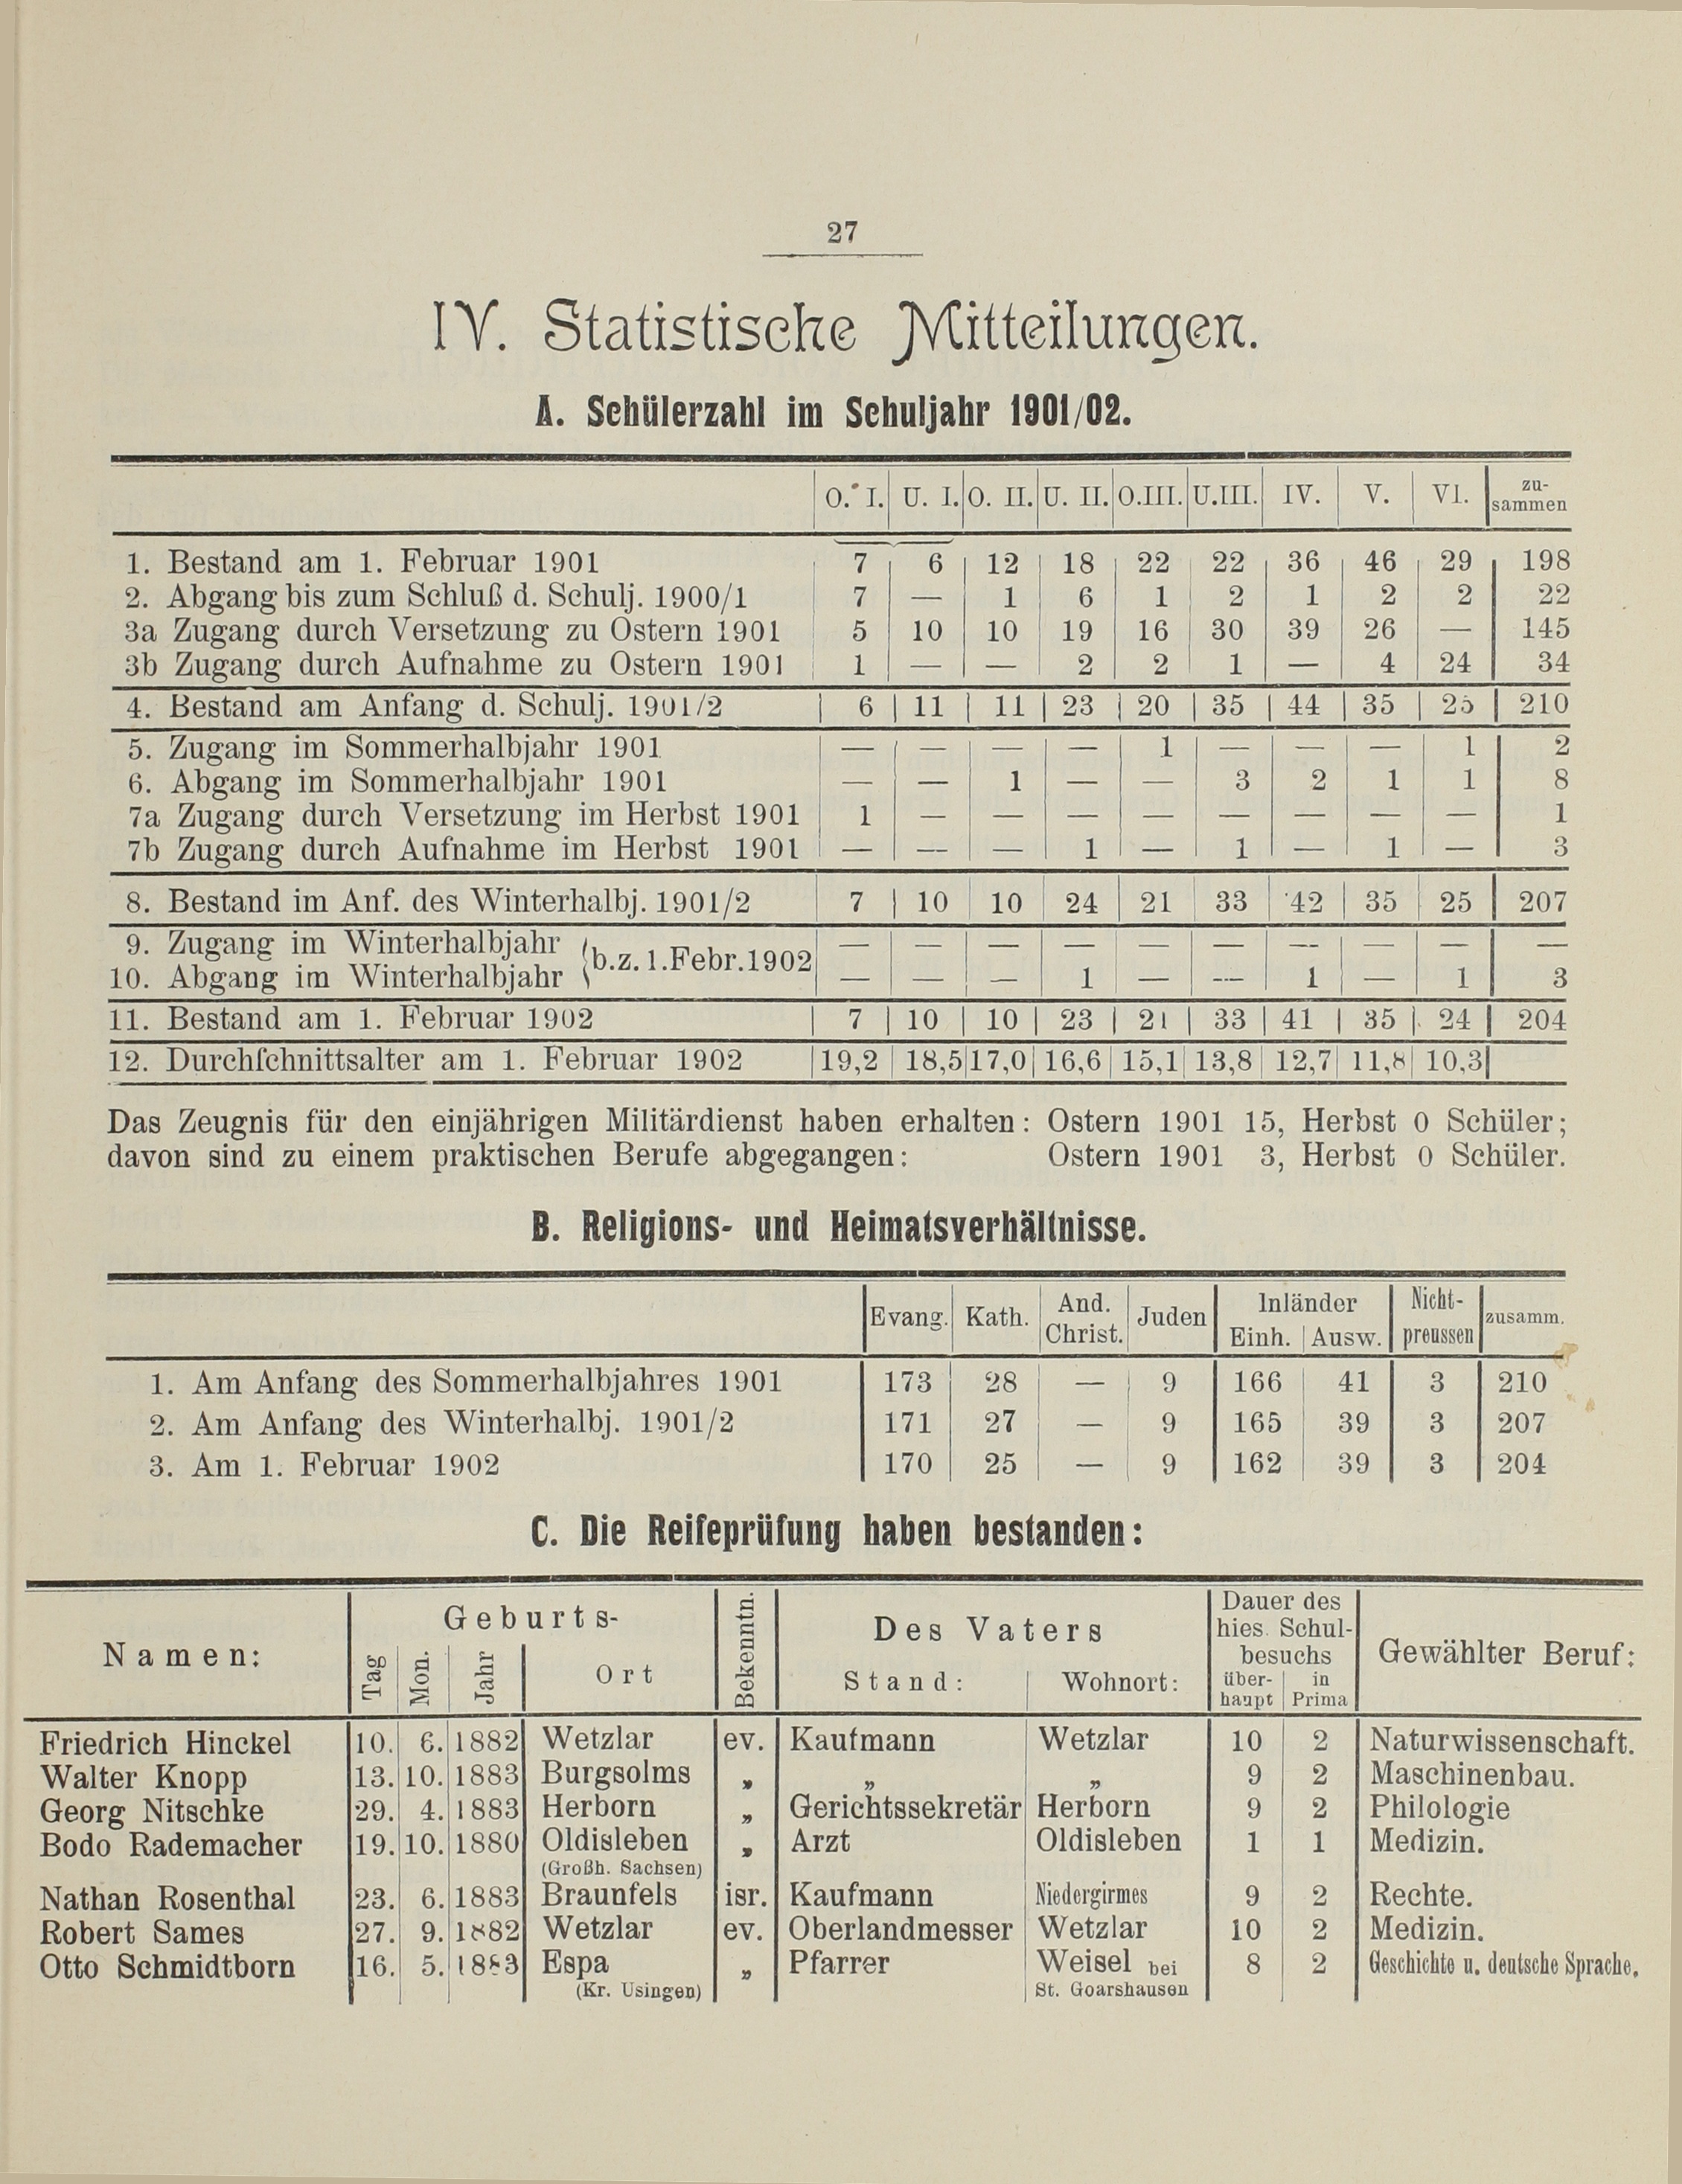 27
IV. Statistische Mitteilungen.
A. Schülerzahl im Schuljahr 1901/02.
O. I. U. I. O. II. U. II. O.III. U.III. IV. V. VI. zu-
sammen
1. Bestand am 1. Februar 1901 7 6 12 18 22 22 36 46 29 198
2. Abgang bis zum Schluß d. Schulj. 1900/1 7 — 1 6 1 2 1 2 2 22
3a Zugang durch Versetzung zu Ostern 1901 5 10 10 19 16 30 39 26 — 145
3b Zugang durch Aufnahme zu Ostern 1901 1 — — 2 2 1 — 4 24 34
4. Bestand am Anfang d. Schulj. 1901/2 6 11 11 23 20 35 44 35 25 210
5. Zugang im Sommerhalbjahr 1901 — — — — 1 — — — 1 2
6. Abgang im Sommerhalbjahr 1901 — — 1 — — 3 2 1 1 8
7a Zugang durch Versetzung im Herbst 1901 1 — — — — — — — — 1
7b Zugang durch Aufnahme im Herbst 1901 — — — 1 — 1 — 1 — 3
8. Bestand im Anf. des Winterhalbj. 1901/2 7 10 10 24 21 33 42 35 25 207
9. Zugang im Winterhalbjahr — — — — — — — — — —
b.z. 1. Febr. 1902
10. Abgang im Winterhalbjahr — — — 1 — — 1 — 1 3
11. Bestand am 1. Februar 1902 7 10 10 23 21 33 41 35 24 204
12. Durchſchnittsalter am 1. Februar 1902 19,2 18,5 17,0 16,6 15,1 13,8 12,7 11,8 10,3
Das Zeugnis für den einjährigen Militärdienst haben erhalten: Ostern 1901 15, Herbst 0 Schüler;
davon sind zu einem praktischen Berufe abgegangen: Ostern 1901 3, Herbst 0 Schüler.
B. Religions- und Heimatsverhältnisse.
Evang. Kath. And. Christ. Juden Inländer Einh. Ausw. Nicht-preussen zusamm.
1. Am Anfang des Sommerhalbjahres 1901 173 28 — 9 166 41 3 210
2. Am Anfang des Winterhalbj. 1901/2 171 27 — 9 165 39 3 207
3. Am 1. Februar 1902 170 25 — 9 162 39 3 204
C. Die Reifeprüfung haben bestanden:
Namen: Geburts- Tag Mon. Jahr Ort Bekenntn. Des Vaters Stand: Wohnort: Dauer des hies. Schul-besuchs über-haupt in Prima Gewählter Beruf:
Friedrich Hinckel 10. 6. 1882 Wetzlar ev. Kaufmann Wetzlar 10 2 Naturwissenschaft.
Walter Knopp 13. 10. 1883 Burgsolms „ „ „ 9 2 Maschinenbau.
Georg Nitschke 29. 4. 1883 Herborn „ Gerichtssekretär Herborn 9 2 Philologie
Bodo Rademacher 19. 10. 1880 Oldisleben „ Arzt Oldisleben 1 1 Medizin.
(Großh. Sachsen)
Nathan Rosenthal 23. 6. 1883 Braunfels isr. Kaufmann Niedergirmes 9 2 Rechte.
Robert Sames 27. 9. 1882 Wetzlar ev. Oberlandmesser Wetzlar 10 2 Medizin.
Otto Schmidtborn 16. 5. 1883 Espa „ Pfarrer Weisel bei 8 2 Geschichte u. deutsche Sprache.
(Kr. Usingen) St. Goarshausen